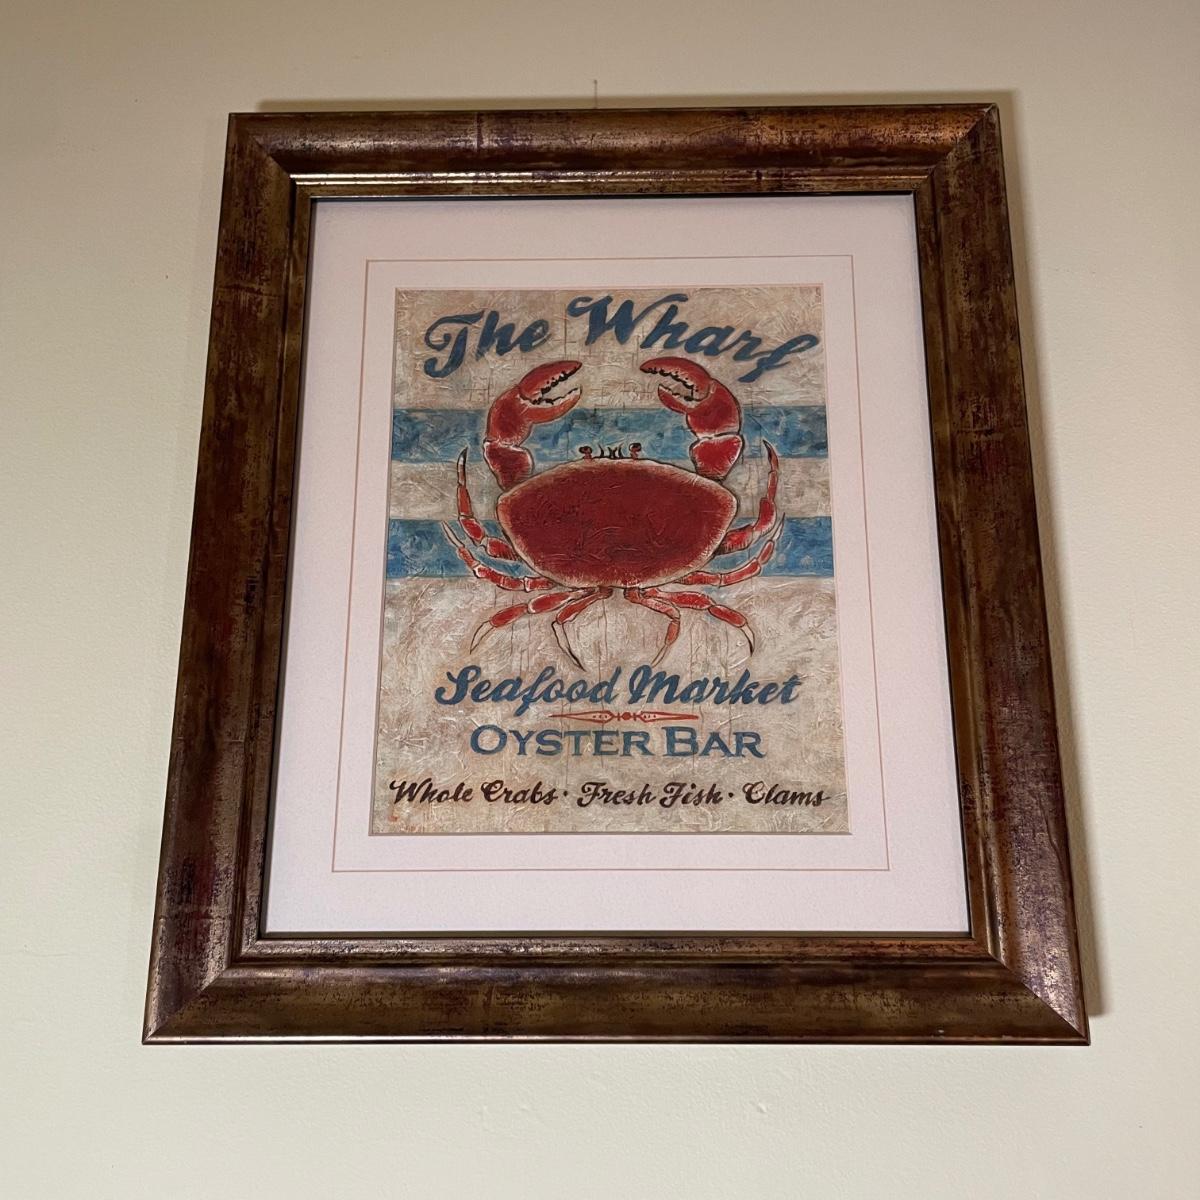 The Wharf
Seafood Market
OYSTER BAR
Whole Crabs · Fresh Fish · Clams